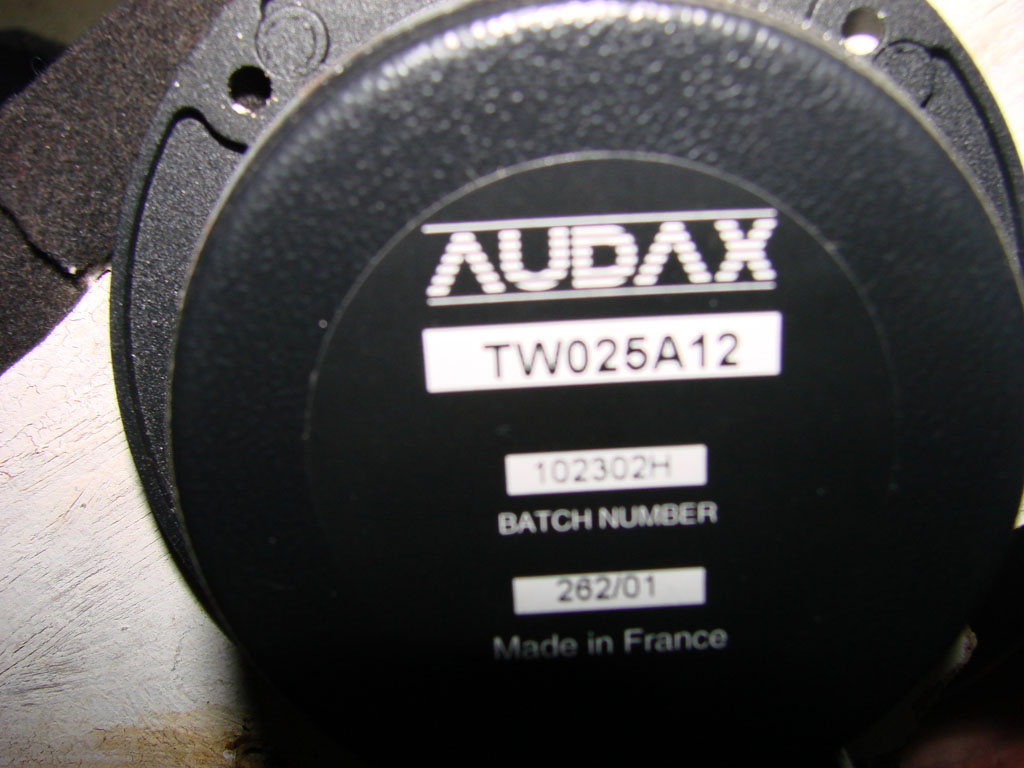 AUDAX
TW025A12
102302H
BATCH NUMBER
262/01
Made in France